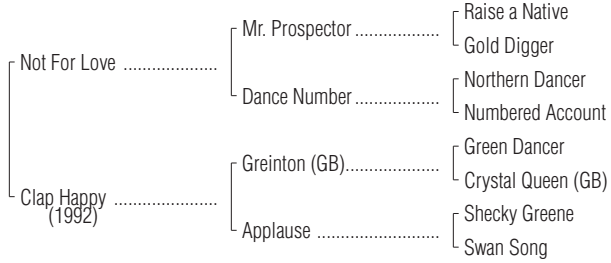 Raise a Native
Mr. Prospector ..................
Gold Digger
Not For Love ....................
Northern Dancer
Dance Number ..................
Numbered Account
Green Dancer
Greinton (GB)....................
Crystal Queen (GB)
Clap Happy ......................
(1992)
Shecky Greene
Applause ..........................
Swan Song